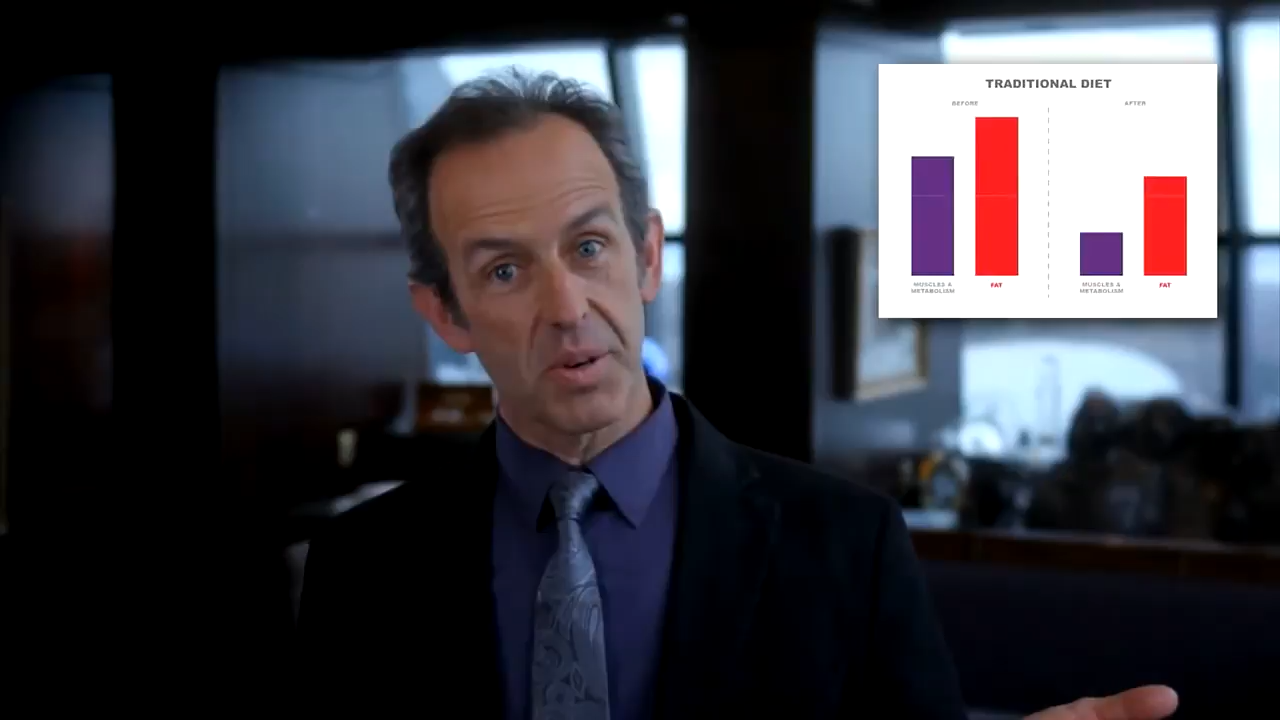 TRADITIONAL DIET
BEFORE
AFTER
MUSCLES &
METABOLISM
FAT
MUSCLES &
METABOLISM
FAT